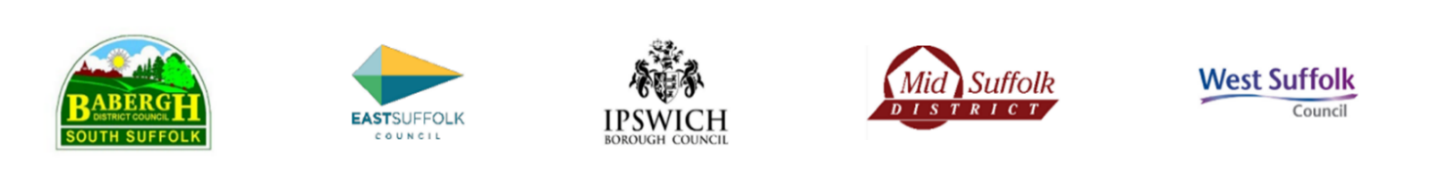 BABERGH
DISTRICT COUNCIL
SOUTH SUFFOLK
EASTSUFFOLK
COUNCIL
IPSWICH
BOROUGH COUNCIL
Mid Suffolk
DISTRICT
West Suffolk
Council